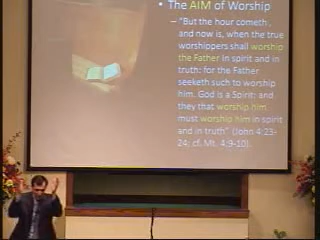 • The AIM of Worship
– "But the hour cometh,
and now is, when the true
worshippers shall worship
the Father in spirit and in
truth: for the Father
seeketh such to worship
him. God is a Spirit: and
they that worship him
must worship him in spirit
and in truth" (John 4:23-
24; cf. Mt. 4:9-10).